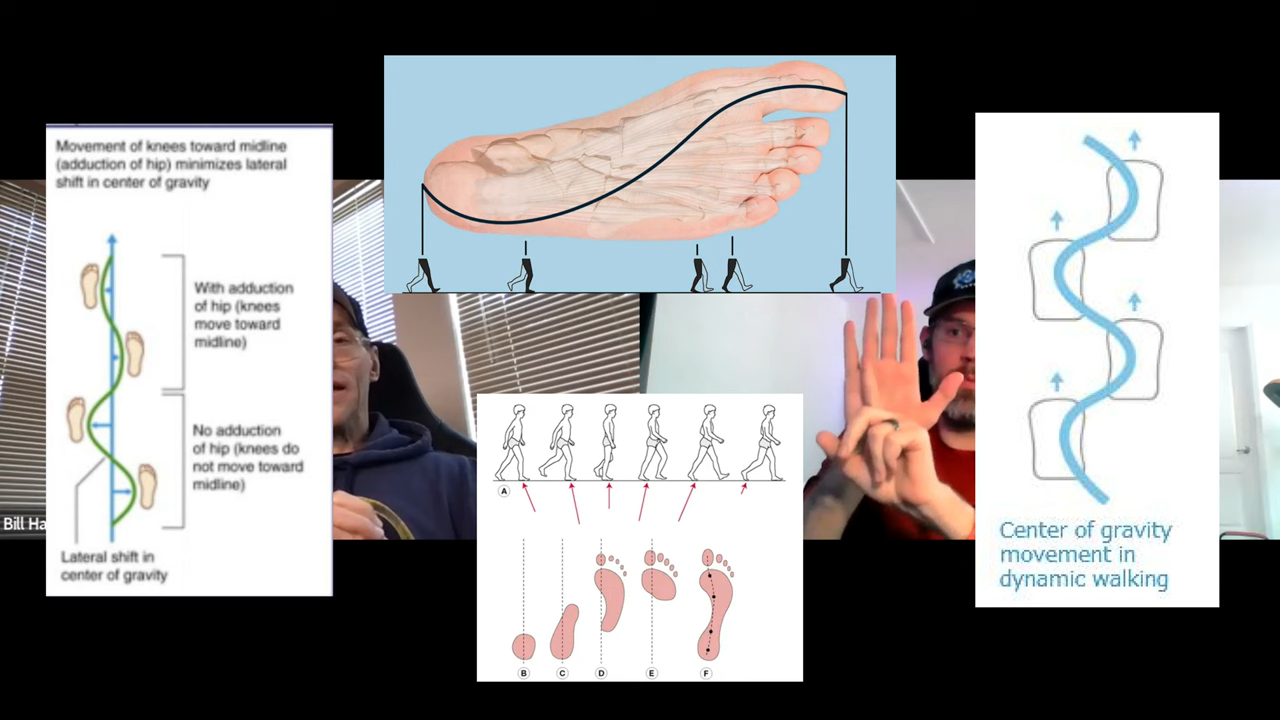 Movement of knees toward midline
(adduction of hip) minimizes lateral
shift in center of gravity
With adduction
of hip (knees
move toward
midline)
No adduction
of hip (knees do
not move toward
midline)
Lateral shift in
center of gravity
Bill Ha
A
B
C
D
E
F
Center of gravity
movement in
dynamic walking